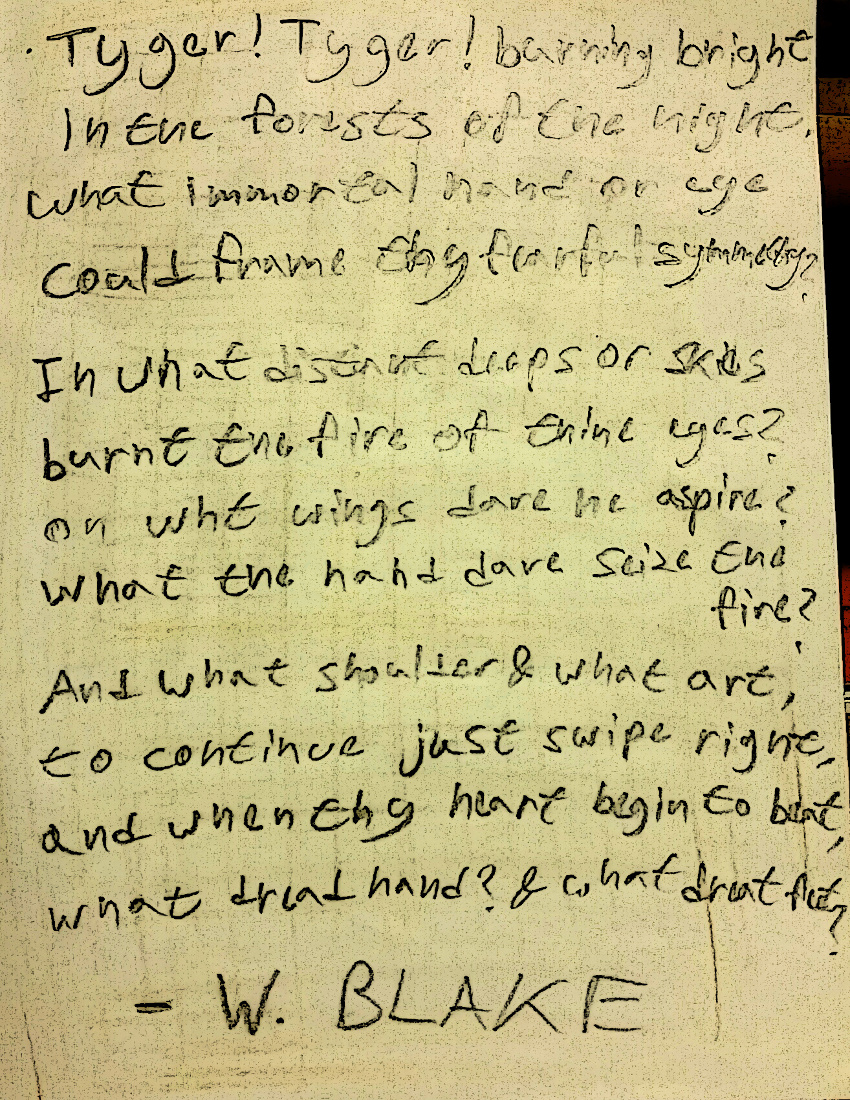 Tyger! Tyger! burning bright
In the forests of the night.
what immortal hand or eye
could frame thy fearful symmetry?
In what distant deeps or skies
burnt the fire of thine eyes?
on wht wings dare he aspire?
what the hand dare seize the
fire?
And what shoulder & what art,
to continue just swipe right,
and when thy heart begin to beat,
what dread hand? & what dreat feet?
- W. BLAKE